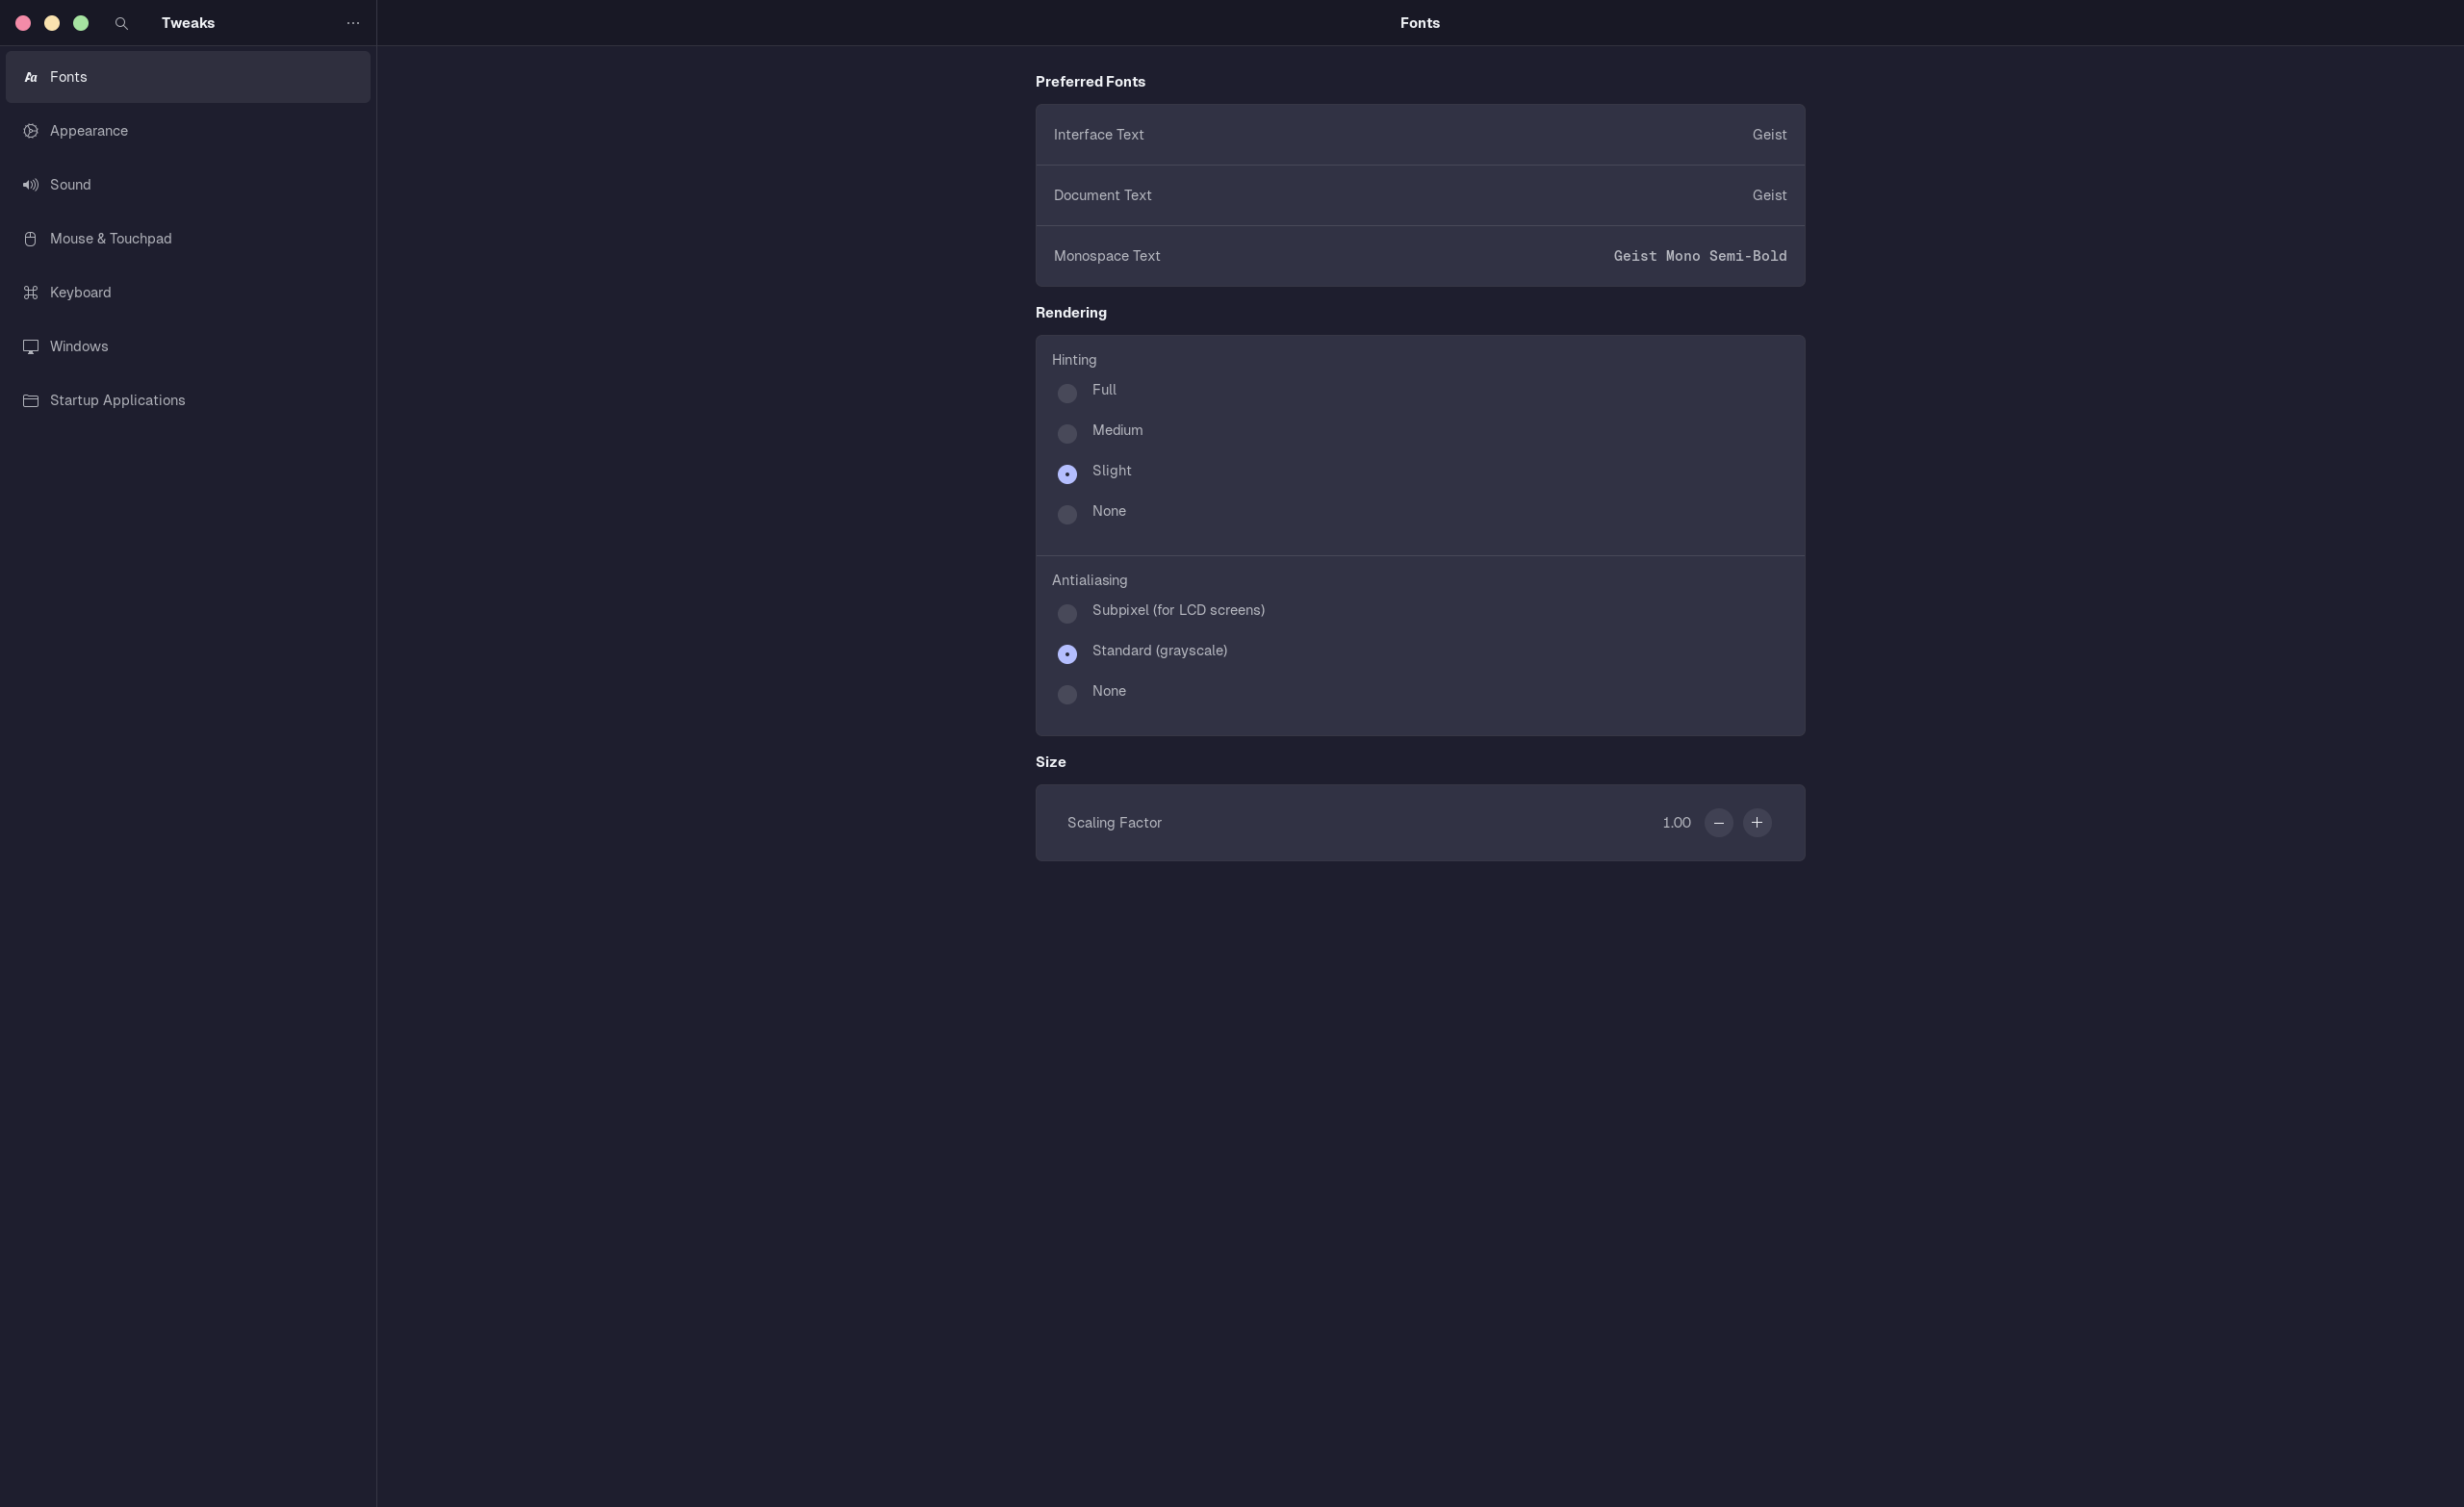 Tweaks
Fonts
Appearance
Sound
Mouse & Touchpad
Keyboard
Windows
Startup Applications
Fonts
Preferred Fonts
Interface Text Geist
Document Text Geist
Monospace Text Geist Mono Semi-Bold
Rendering
Hinting
Full
Medium
Slight
None
Antialiasing
Subpixel (for LCD screens)
Standard (grayscale)
None
Size
Scaling Factor 1.00